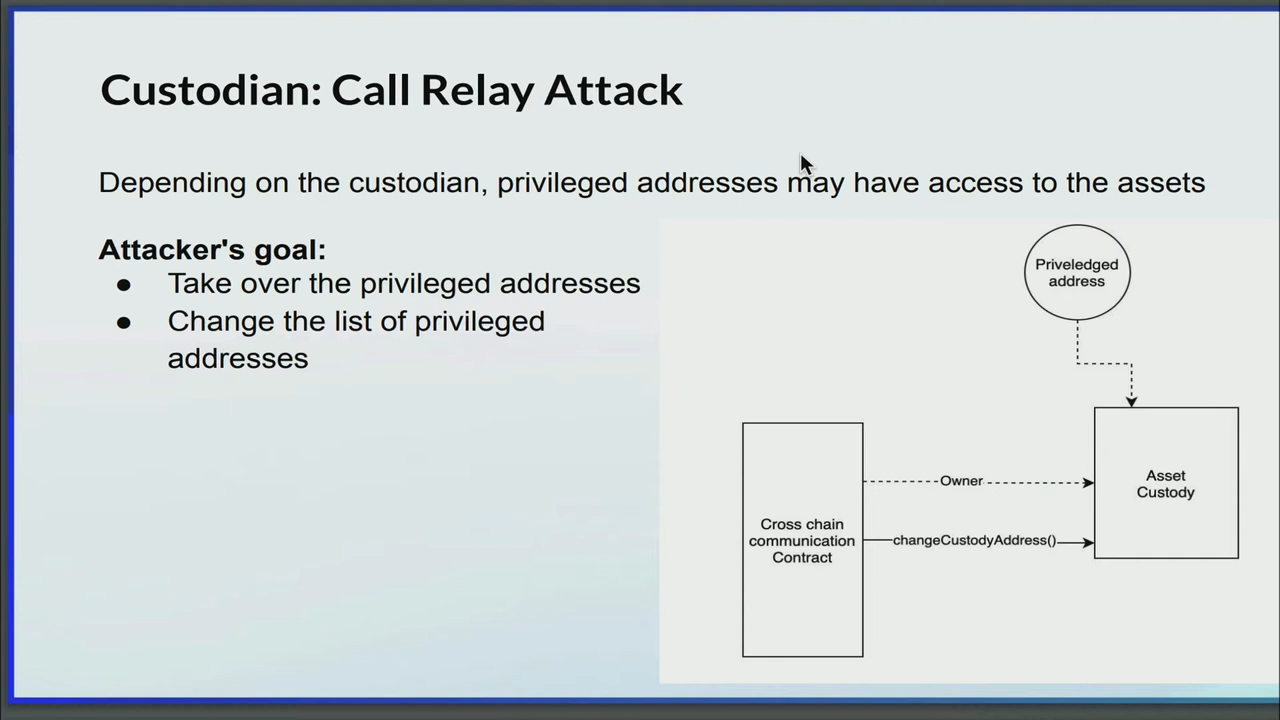 Custodian: Call Relay Attack
Depending on the custodian, privileged addresses may have access to the assets
Attacker's goal:
● Take over the privileged addresses
● Change the list of privileged
addresses
Priveledged
address
Owner
Asset
Custody
Cross chain
communication
Contract
changeCustodyAddress()